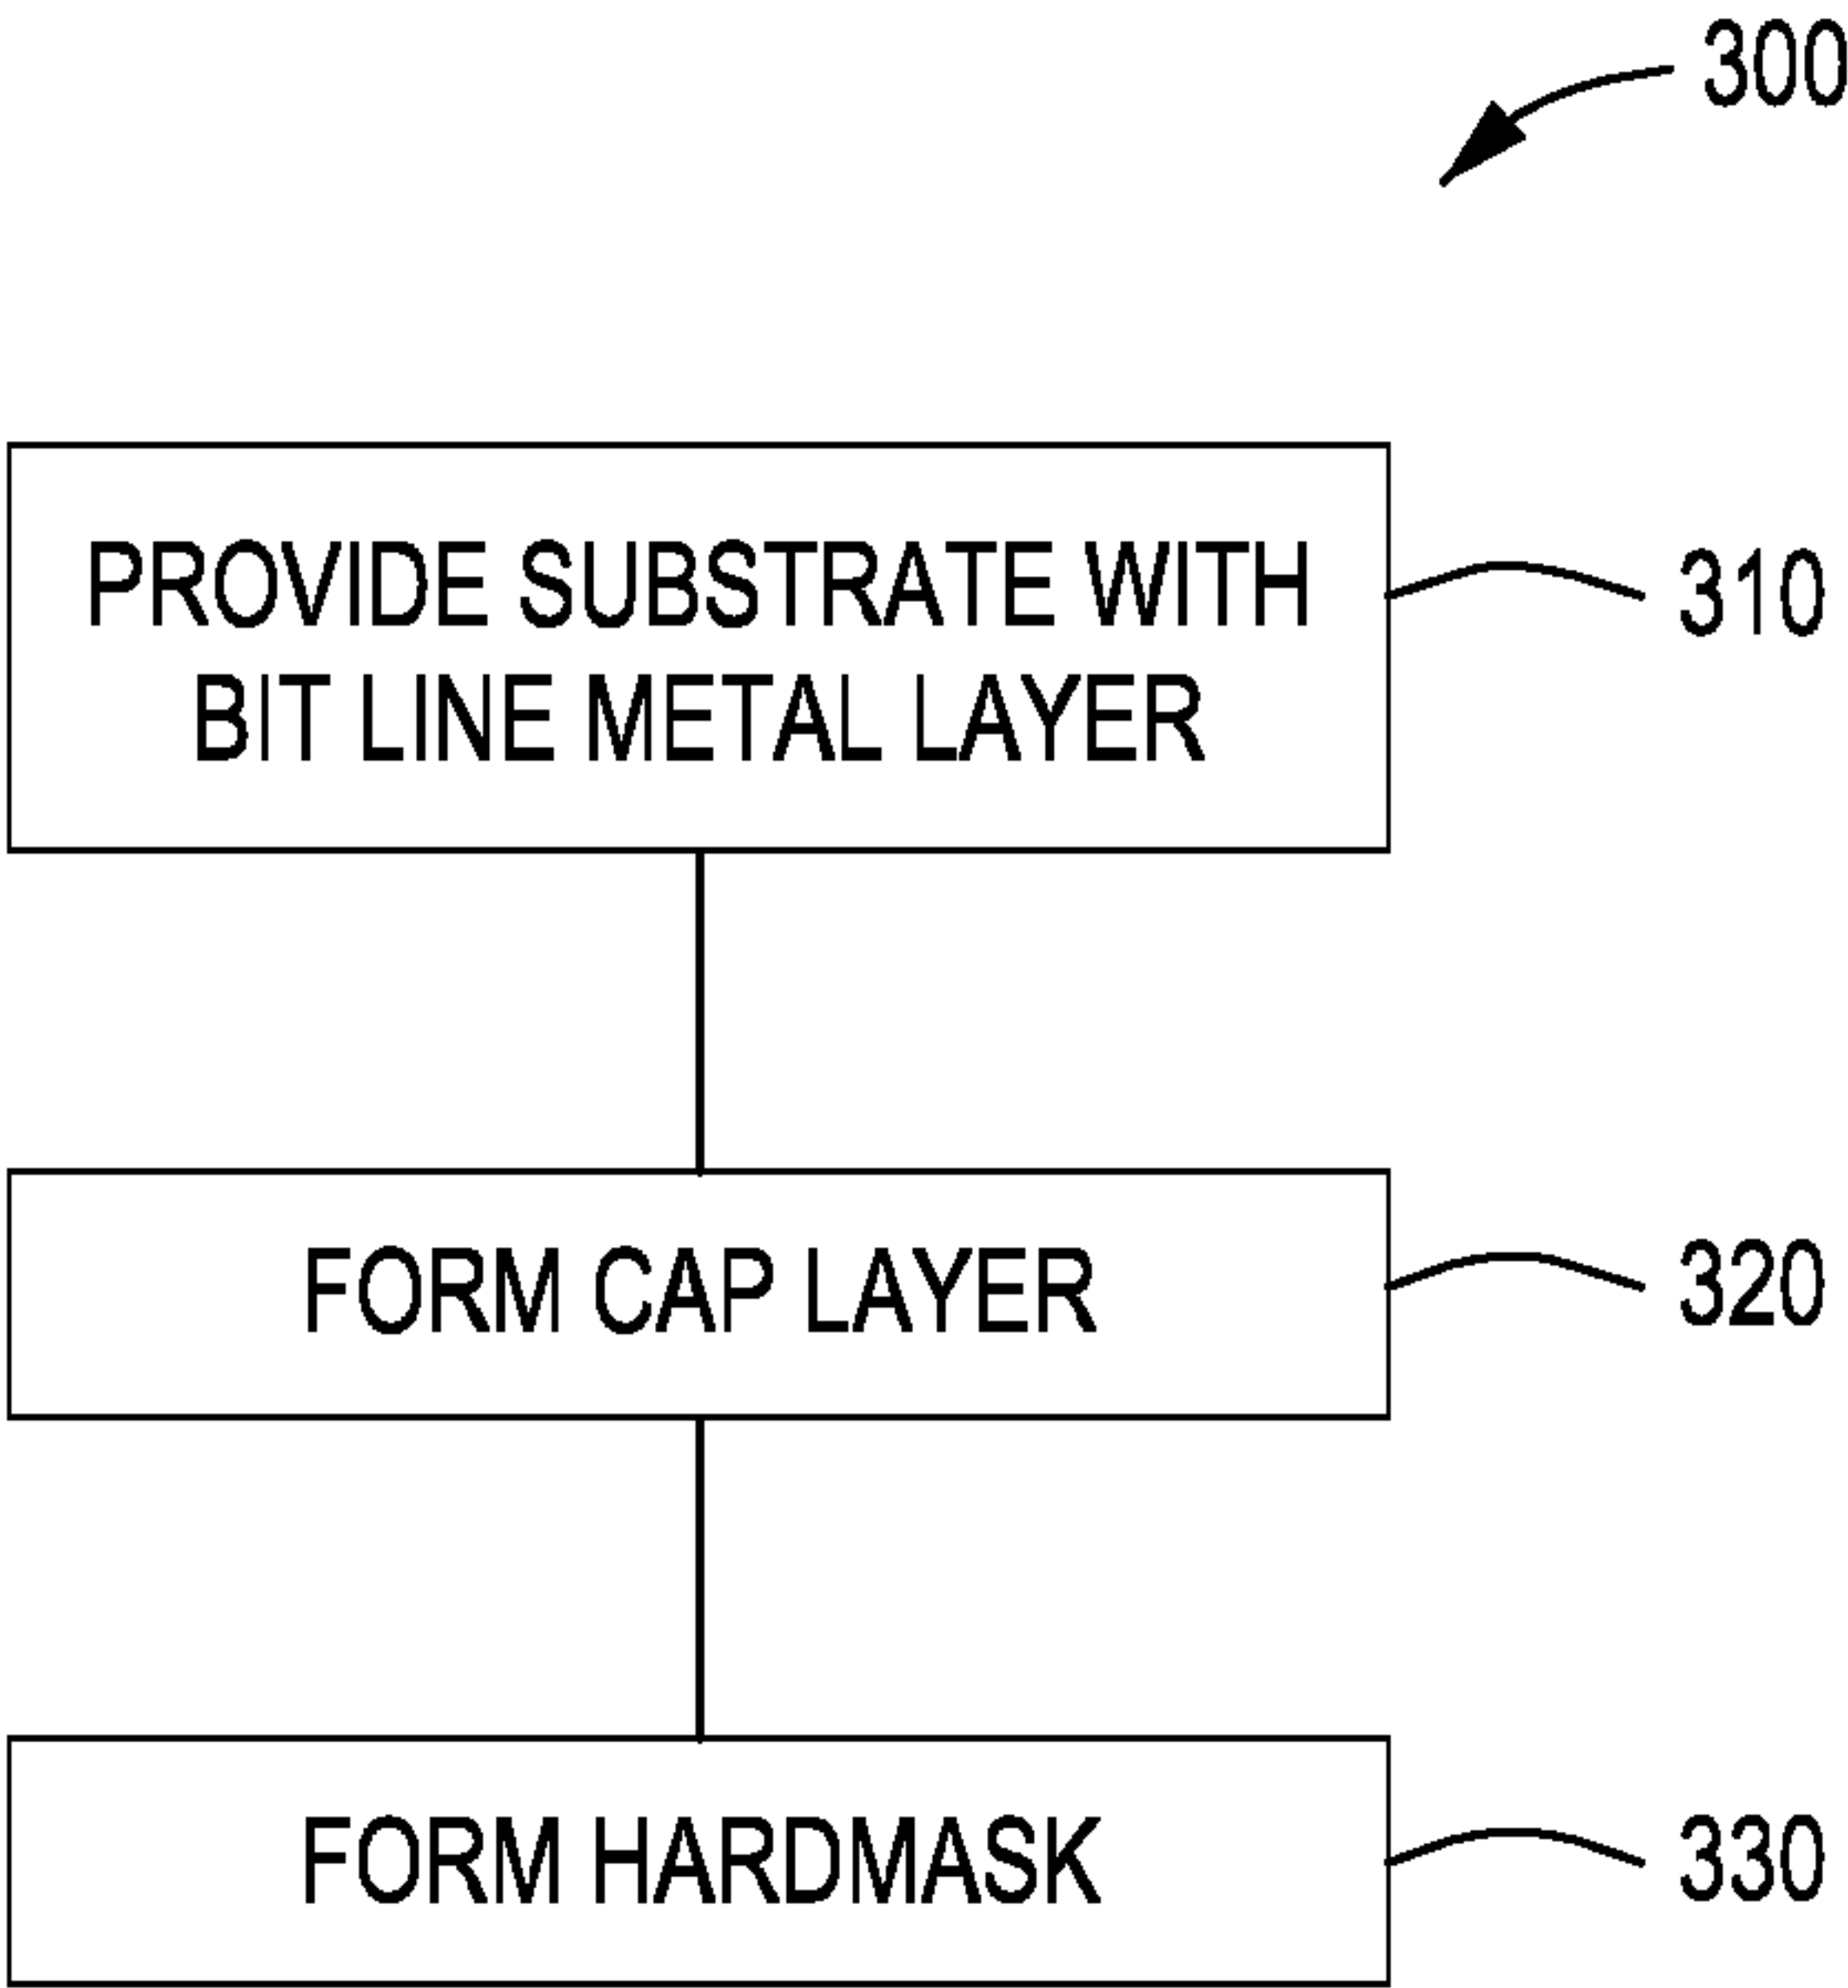 300
PROVIDE SUBSTRATE WITH
BIT LINE METAL LAYER
310
FORM CAP LAYER
320
FORM HARDMASK
330